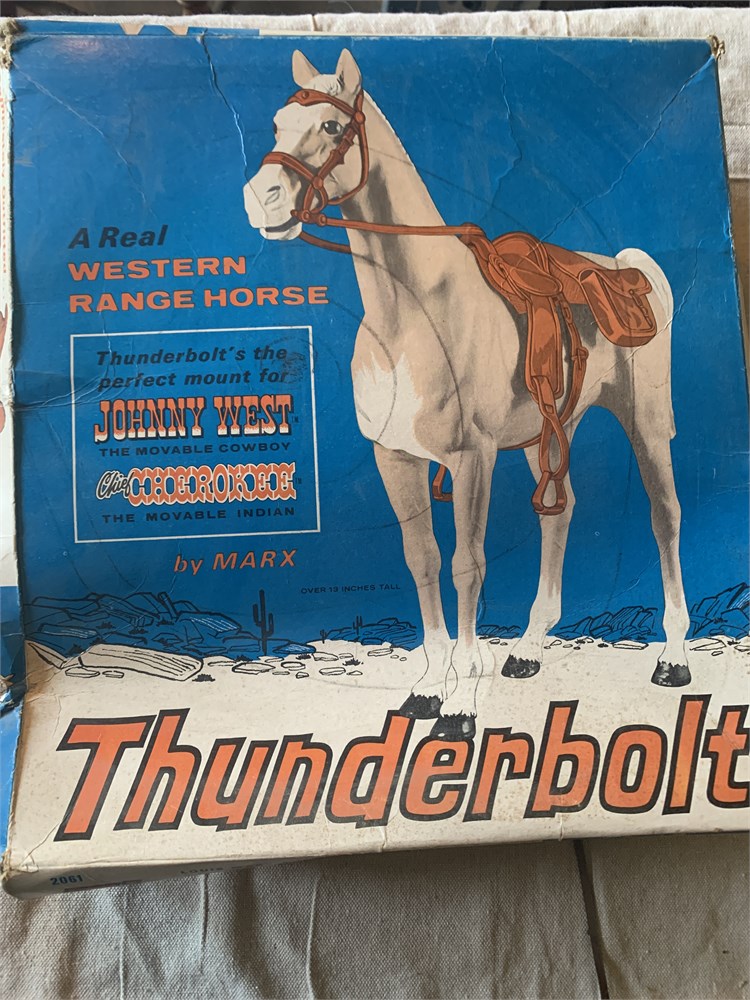 A Real
WESTERN
RANGE HORSE
Thunderbolt's the
perfect mount for
JOHNNY WEST
THE MOVABLE COWBOY
Chief CHEROKEE
THE MOVABLE INDIAN
by MARX
OVER 13 INCHES TALL
Thunderbolt
2061